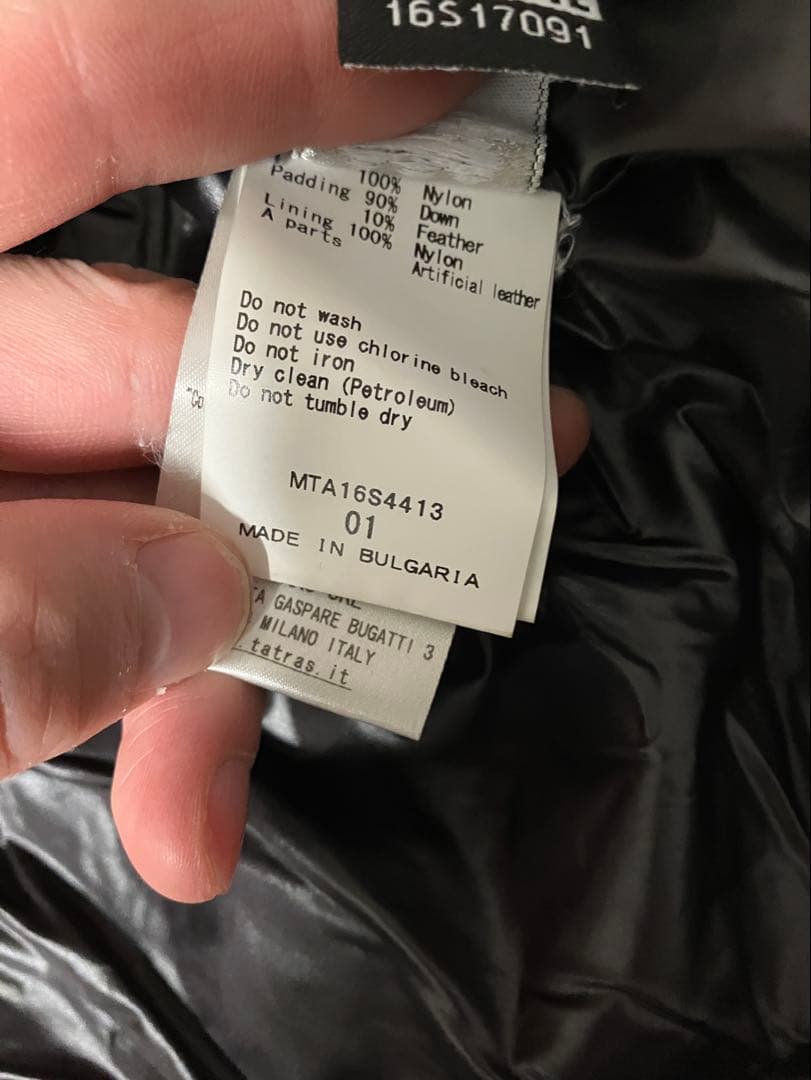 16S17091
100% Nylon
Padding 90% Down
10% Feather
Lining 100% Nylon
A parts Artificial leather
Do not wash
Do not use chlorine bleach
Do not iron
Dry clean (Petroleum)
Do not tumble dry
MTA16S4413
01
MADE IN BULGARIA
GASPARE BUGATTI 3
MILANO ITALY
.tatras.it